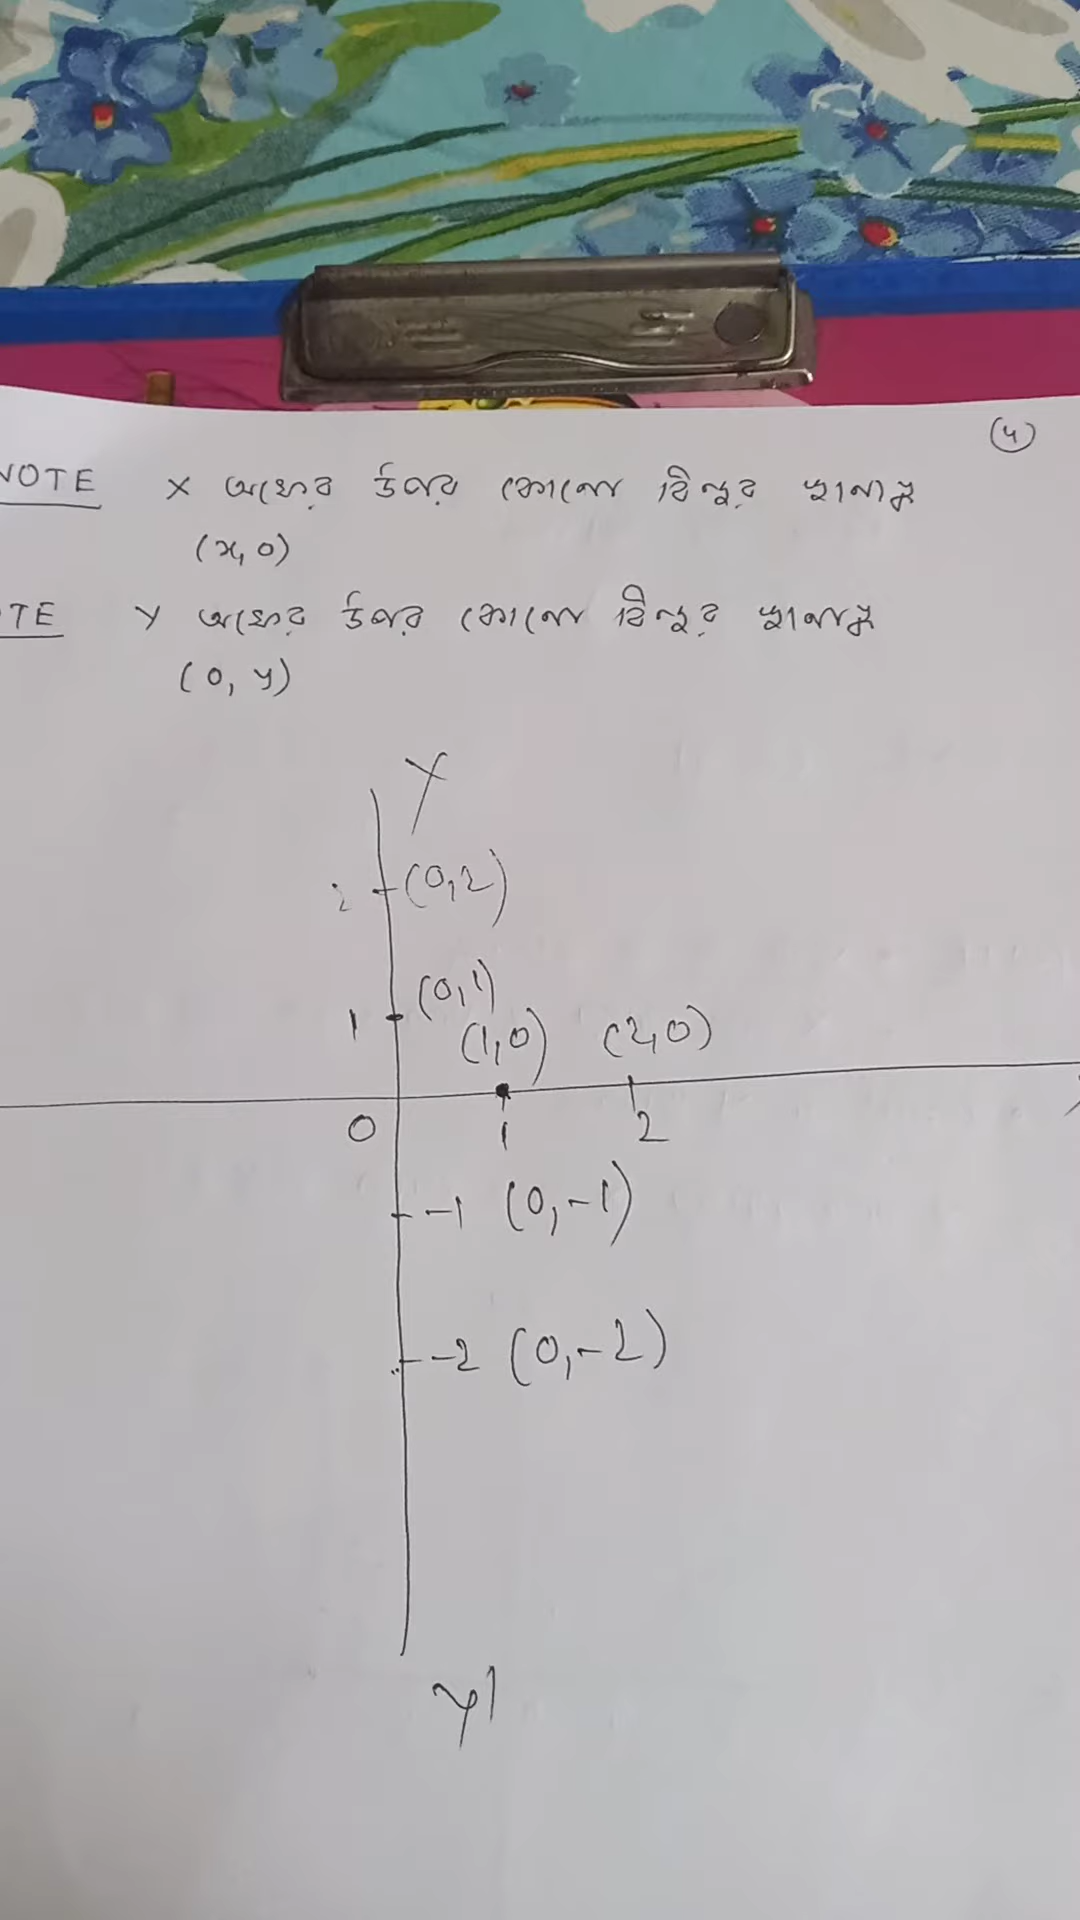 (4)
NOTE X অক্ষের উপর কোনো বিন্দুর স্থানাঙ্ক
(x, 0)
TE Y অক্ষের উপর কোনো বিন্দুর স্থানাঙ্ক
(0, y)
Y
2 (0,2)
(0,1)
1 (1,0) (2,0)
0 1 2
-1 (0,-1)
-2 (0,-2)
Y'